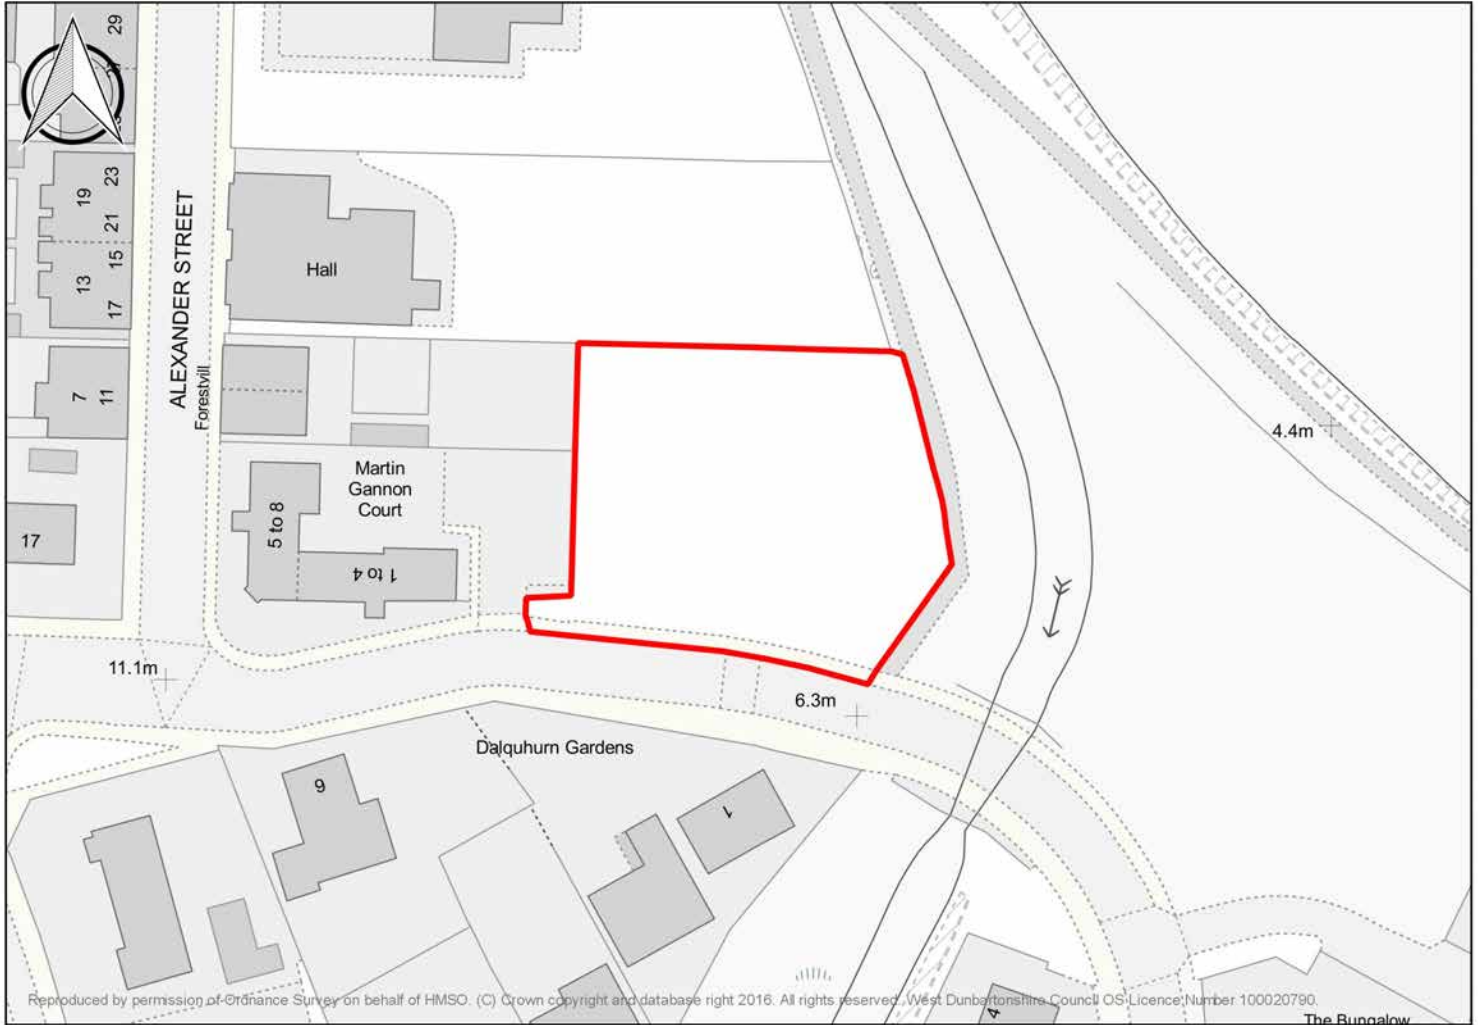 29
19
23
21
ALEXANDER STREET
15
13
17
Hall
7
11
Forestvill
4.4m
Martin
Gannon
Court
5 to 8
17
1 to 4
11.1m
6.3m
Dalquhurn Gardens
9
1
Reproduced by permission of Ordnance Survey on behalf of HMSO. (C) Crown copyright and database right 2016. All rights reserved. West Dunbartonshire Council OS Licence Number 100020790.
4
The Bungalow